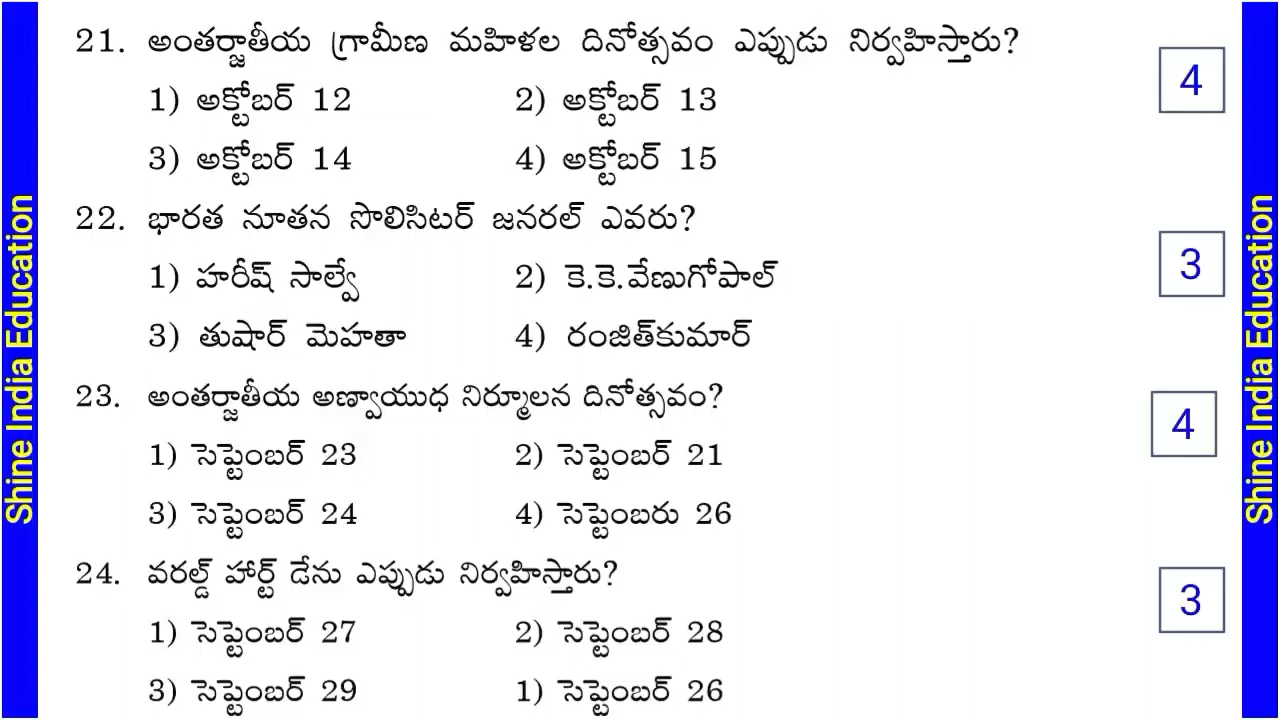 21. అంతర్జాతీయ గ్రామీణ మహిళల దినోత్సవం ఎప్పుడు నిర్వహిస్తారు?
1) అక్టోబర్ 12 2) అక్టోబర్ 13
4
3) అక్టోబర్ 14 4) అక్టోబర్ 15
22. భారత నూతన సొలిసిటర్ జనరల్ ఎవరు?
1) హరీష్ సాల్వే 2) కె.కె.వేణుగోపాల్
3
3) తుషార్ మెహతా 4) రంజిత్‌కుమార్
23. అంతర్జాతీయ అణ్వాయుధ నిర్మూలన దినోత్సవం?
4
1) సెప్టెంబర్ 23 2) సెప్టెంబర్ 21
3) సెప్టెంబర్ 24 4) సెప్టెంబరు 26
24. వరల్డ్ హార్ట్ డేను ఎప్పుడు నిర్వహిస్తారు?
3
1) సెప్టెంబర్ 27 2) సెప్టెంబర్ 28
3) సెప్టెంబర్ 29 1) సెప్టెంబర్ 26
Shine India Education
Shine India Education